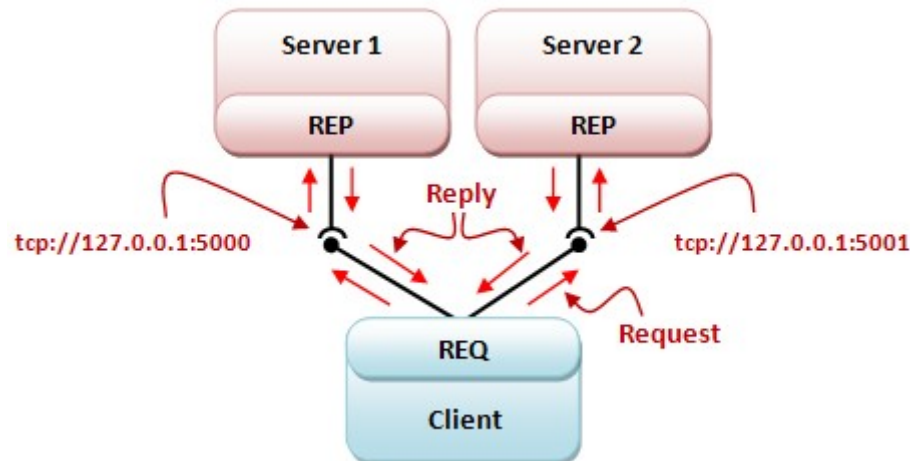 Server 1
Server 2
REP
REP
Reply
tcp://127.0.0.1:5000
tcp://127.0.0.1:5001
Request
REQ
Client